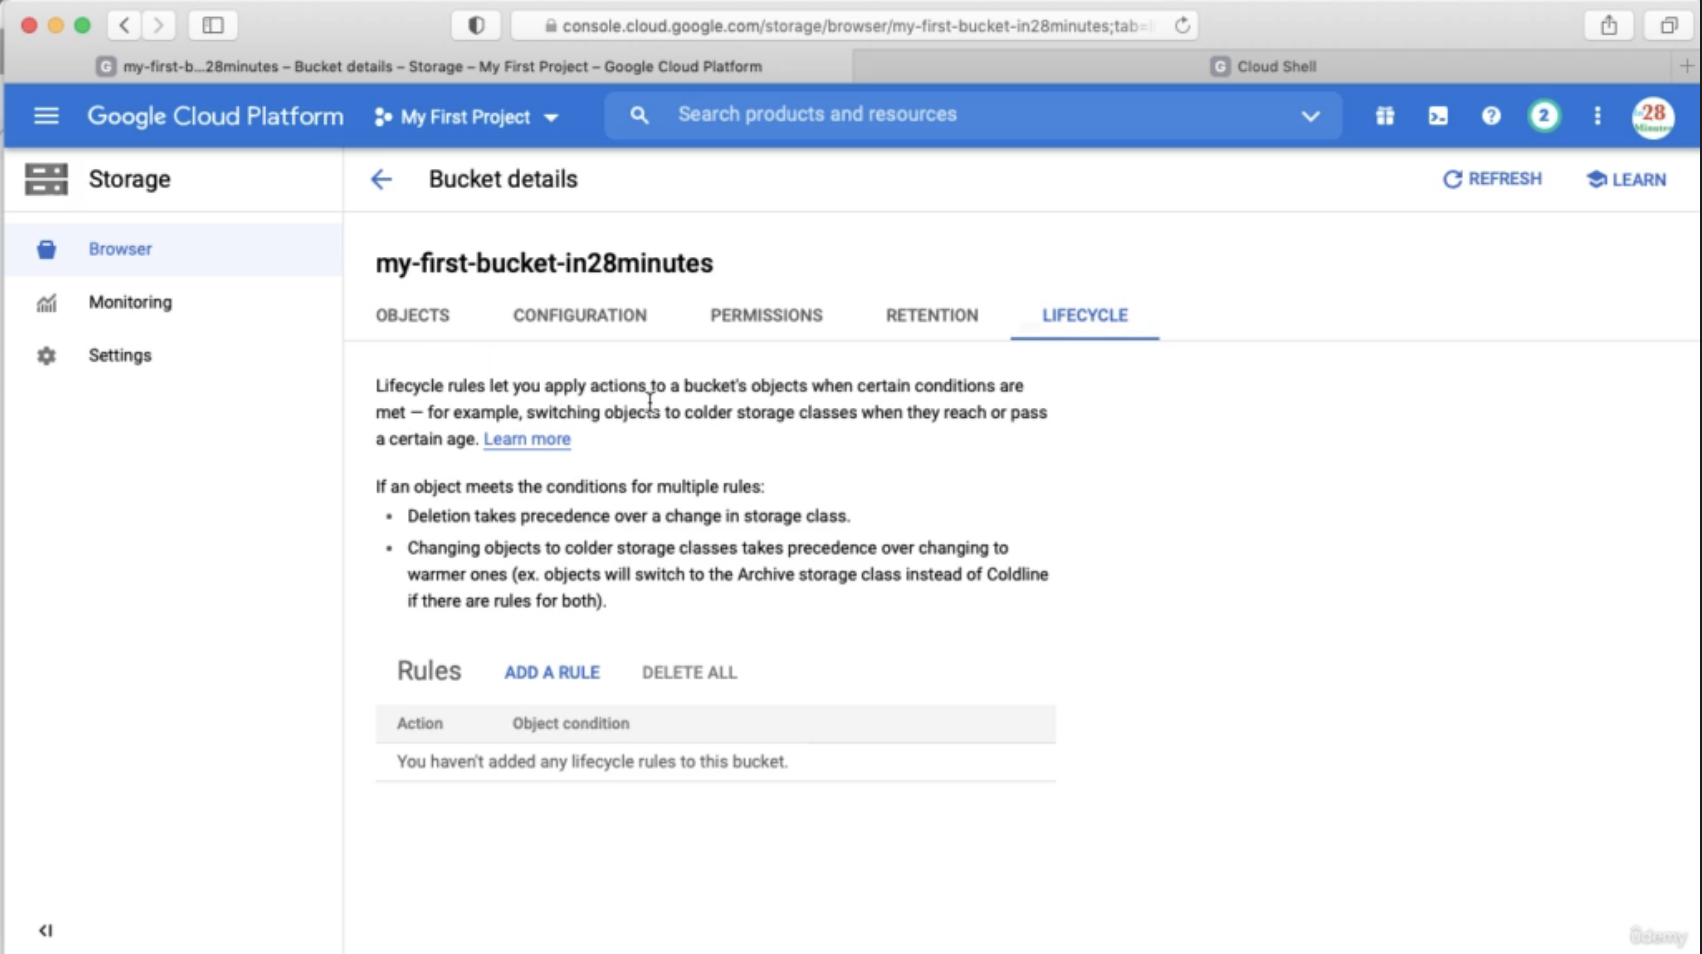 console.cloud.google.com/storage/browser/my-first-bucket-in28minutes;tab=
my-first-b...28minutes – Bucket details – Storage – My First Project – Google Cloud Platform
Cloud Shell
Google Cloud Platform
My First Project
Search products and resources
2
28
Minutes
Storage
Bucket details
REFRESH
LEARN
Browser
Monitoring
Settings
my-first-bucket-in28minutes
OBJECTS CONFIGURATION PERMISSIONS RETENTION LIFECYCLE
Lifecycle rules let you apply actions to a bucket's objects when certain conditions are
met — for example, switching objects to colder storage classes when they reach or pass
a certain age. Learn more
If an object meets the conditions for multiple rules:
• Deletion takes precedence over a change in storage class.
• Changing objects to colder storage classes takes precedence over changing to
warmer ones (ex. objects will switch to the Archive storage class instead of Coldline
if there are rules for both).
Rules ADD A RULE DELETE ALL
Action Object condition
You haven't added any lifecycle rules to this bucket.
ûdemy